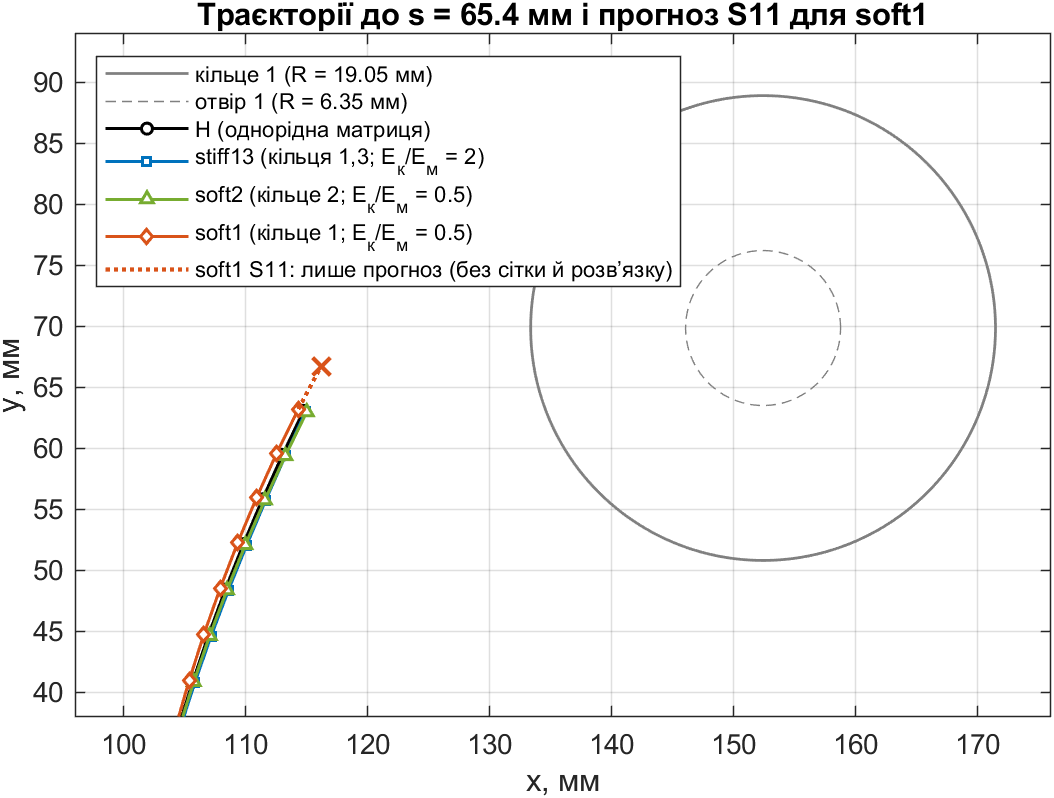 Траєкторії до s = 65.4 мм і прогноз S11 для soft1
кільце 1 (R = 19.05 мм)
отвір 1 (R = 6.35 мм)
H (однорідна матриця)
stiff13 (кільця 1,3; Eк/Eм = 2)
soft2 (кільце 2; Eк/Eм = 0.5)
soft1 (кільце 1; Eк/Eм = 0.5)
soft1 S11: лише прогноз (без сітки й розв’язку)
90
85
80
75
70
65
60
55
50
45
40
y, мм
100
110
120
130
140
150
160
170
x, мм